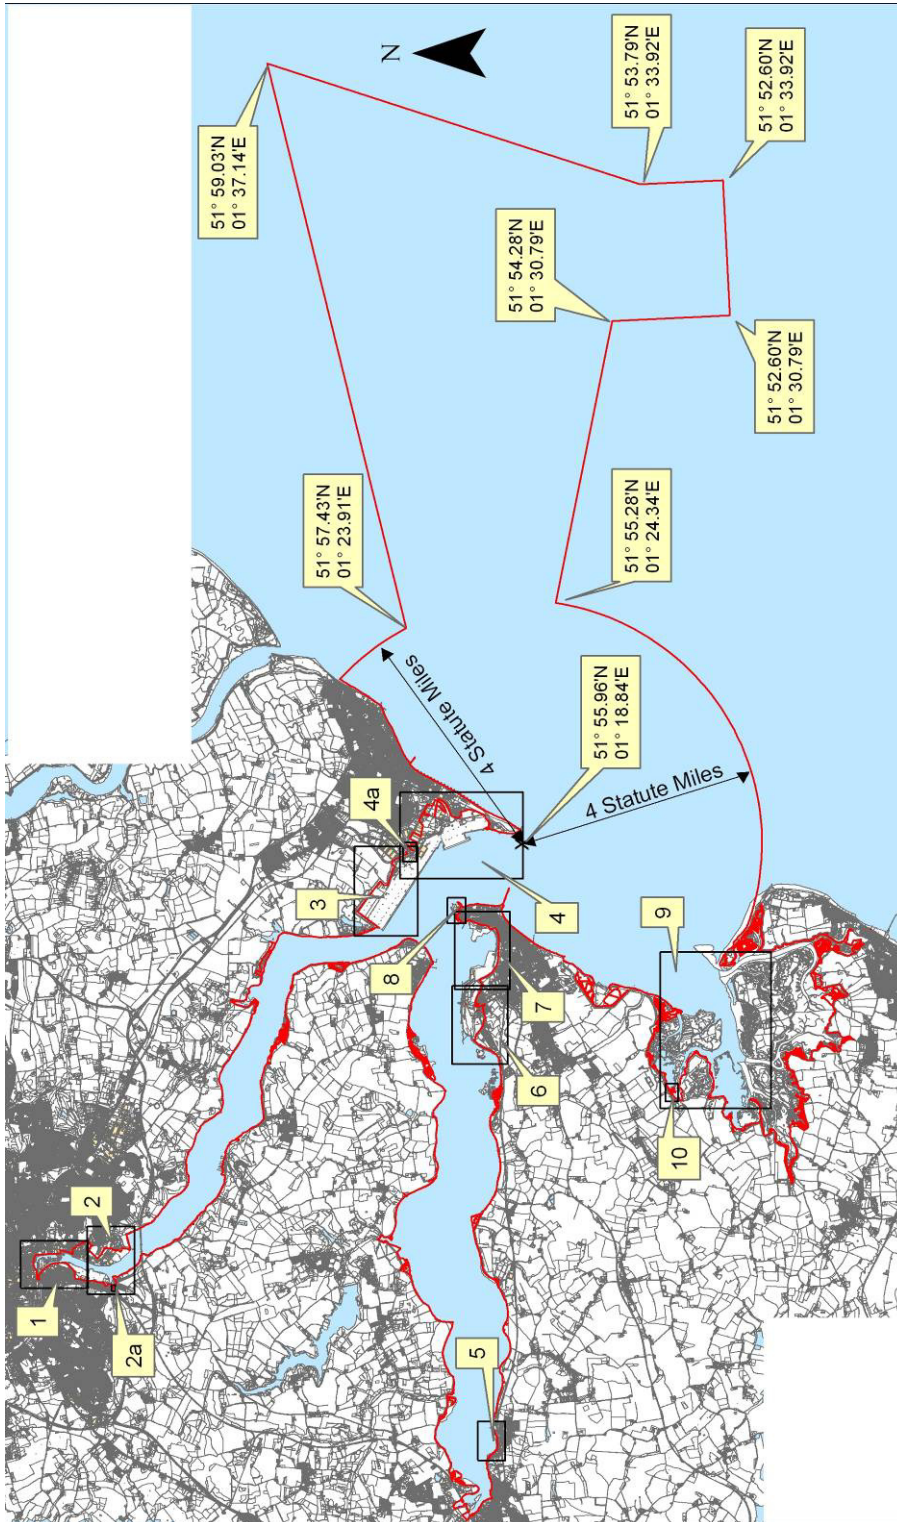 N
51° 59.03'N
01° 37.14'E
51° 53.79'N
01° 33.92'E
51° 52.60'N
01° 33.92'E
51° 54.28'N
01° 30.79'E
51° 52.60'N
01° 30.79'E
51° 57.43'N
01° 23.91'E
51° 55.28'N
01° 24.34'E
4 Statute Miles
51° 55.96'N
01° 18.84'E
4 Statute Miles
4a
3
4
8
7
9
6
10
2
1
2a
5